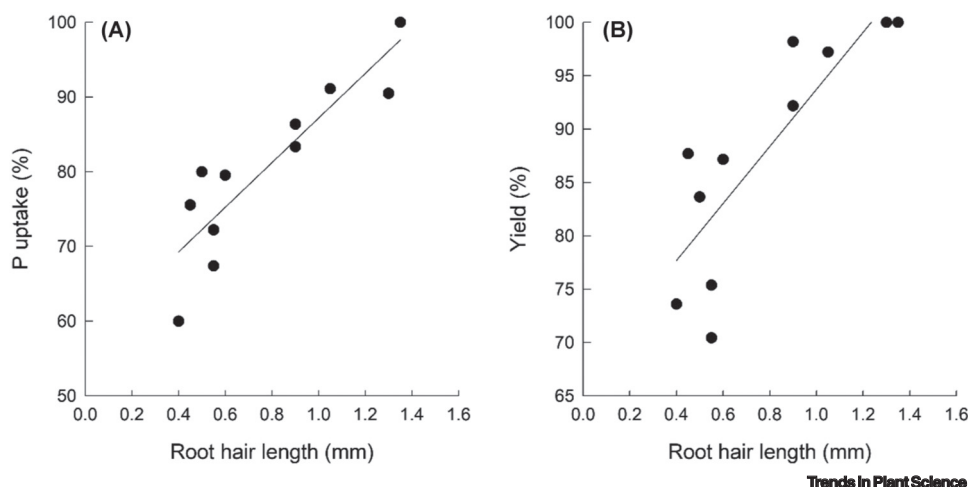 (A)
P uptake (%)
100
90
80
70
60
50
0.0 0.2 0.4 0.6 0.8 1.0 1.2 1.4 1.6
Root hair length (mm)
(B)
Yield (%)
100
95
90
85
80
75
70
65
0.0 0.2 0.4 0.6 0.8 1.0 1.2 1.4 1.6
Root hair length (mm)
Trends in Plant Science